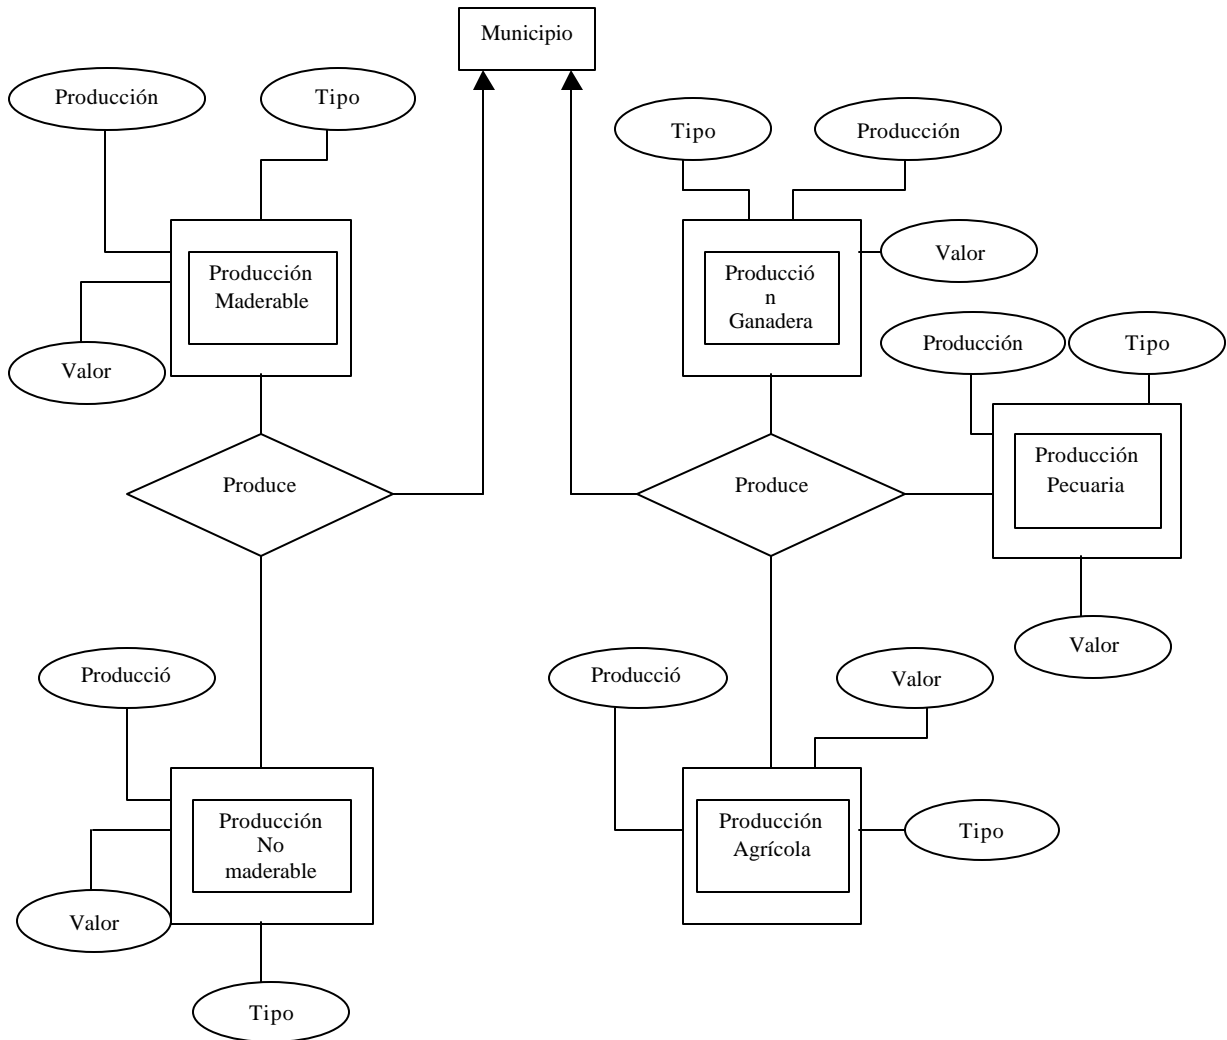 Municipio
Producción
Tipo
Tipo
Producción
Producción
Maderable
Valor
Produce
Producció
n
Ganadera
Valor
Producción
Tipo
Producción
Pecuaria
Valor
Produce
Producció
Producción
No
maderable
Valor
Tipo
Producció
Valor
Producción
Agrícola
Tipo